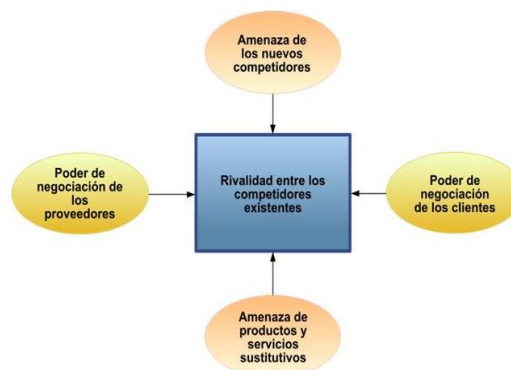 Amenaza de
los nuevos
competidores
Poder de
negociación de
los
proveedores
Rivalidad entre los
competidores
existentes
Poder de
negociación
de los clientes
Amenaza de
productos y
servicios
sustitutivos